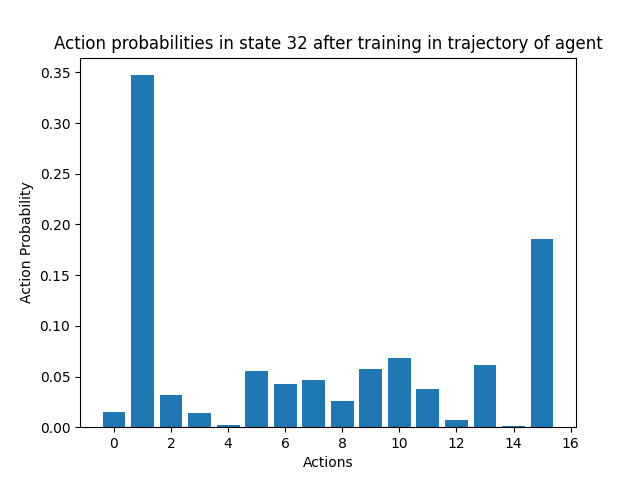 Action probabilities in state 32 after training in trajectory of agent
0.35
0.30
0.25
0.20
0.15
0.10
0.05
0.00
Action Probability
0 2 4 6 8 10 12 14 16
Actions